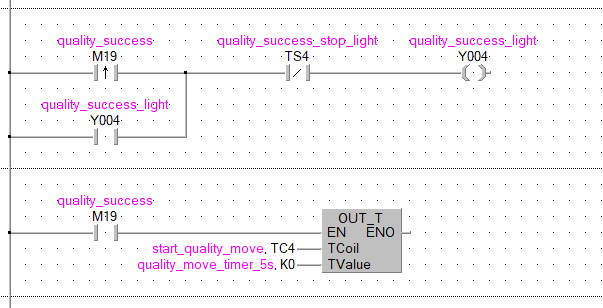 quality_success quality_success_stop_light quality_success_light
M19 TS4 Y004
quality_success_light
Y004
quality_success
M19 OUT_T
EN ENO
start_quality_move, TC4 TCoil
quality_move_timer_5s, K0 TValue